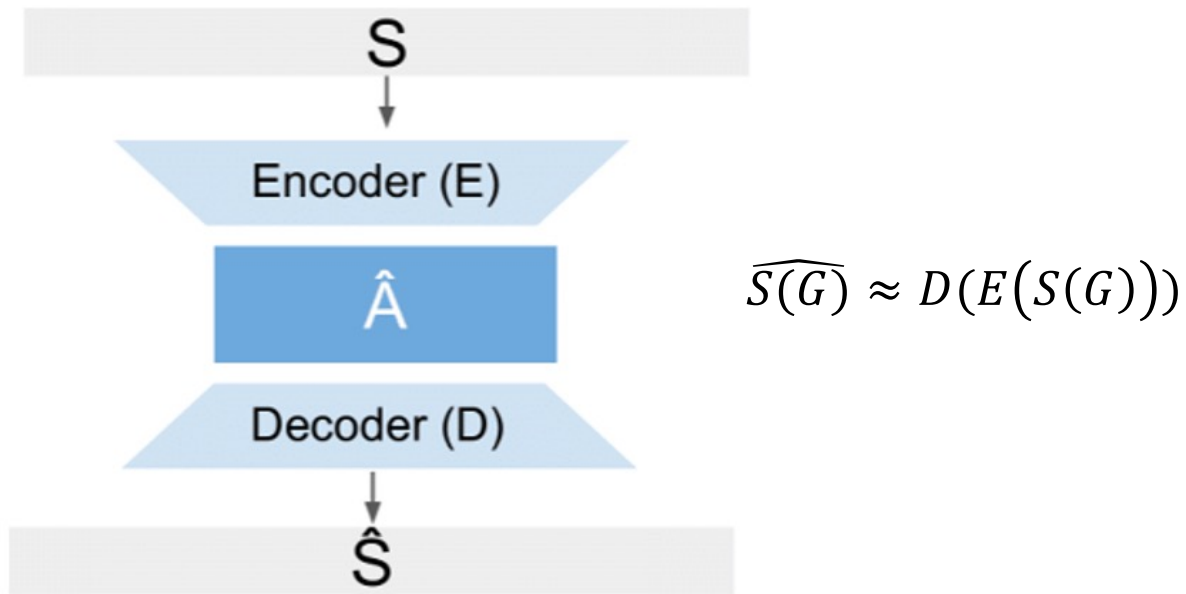 S
Encoder (E)
Â
Decoder (D)
Ŝ
$\widehat{S(G)} \approx D(E(S(G)))$